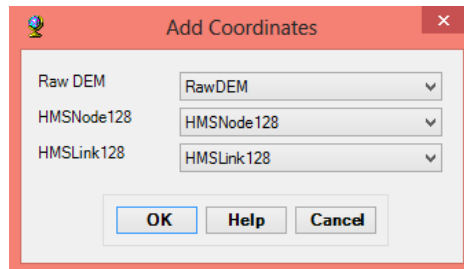 Add Coordinates
Raw DEM RawDEM
HMSNode128 HMSNode128
HMSLink128 HMSLink128
OK Help Cancel